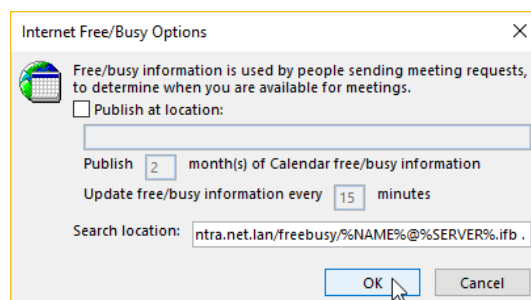 Internet Free/Busy Options
Free/busy information is used by people sending meeting requests,
to determine when you are available for meetings.
Publish at location:
Publish 2 month(s) of Calendar free/busy information
Update free/busy information every 15 minutes
Search location: ntra.net.lan/freebusy/%NAME%@%SERVER%.ifb .
OK Cancel